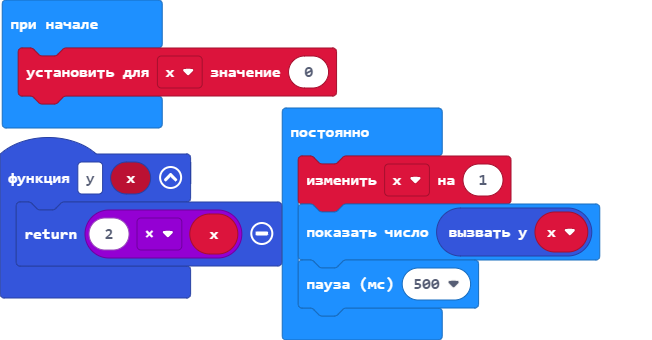 при начале
установить для x значение 0
функция y x
return 2 × x
постоянно
изменить x на 1
показать число вызвать y x
пауза (мс) 500